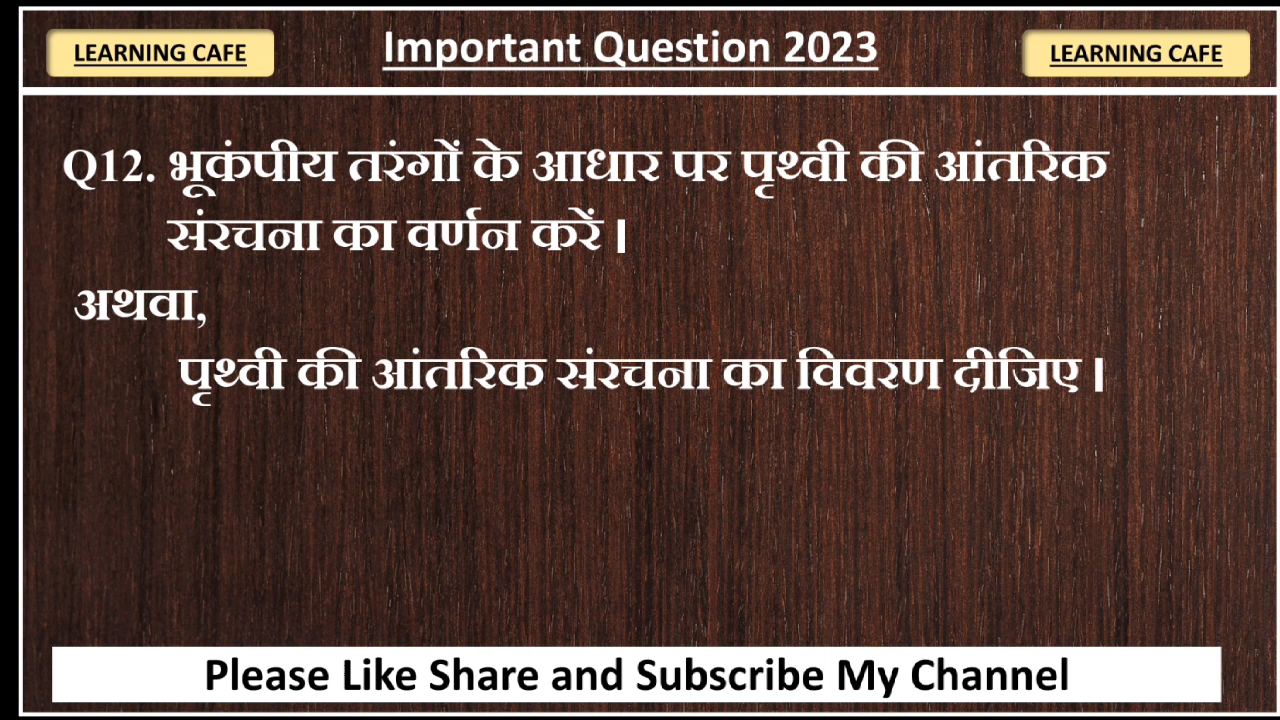 LEARNING CAFE
Important Question 2023
LEARNING CAFE
Q12. भूकंपीय तरंगों के आधार पर पृथ्वी की आंतरिक
संरचना का वर्णन करें |
अथवा,
पृथ्वी की आंतरिक संरचना का विवरण दीजिए |
Please Like Share and Subscribe My Channel